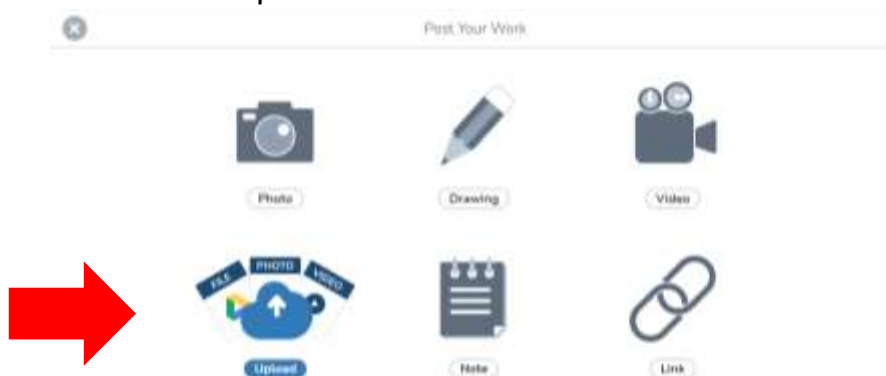 Post Your Work
Photo
Drawing
Video
FILE
PHOTO
VIDEO
Upload
Note
Link